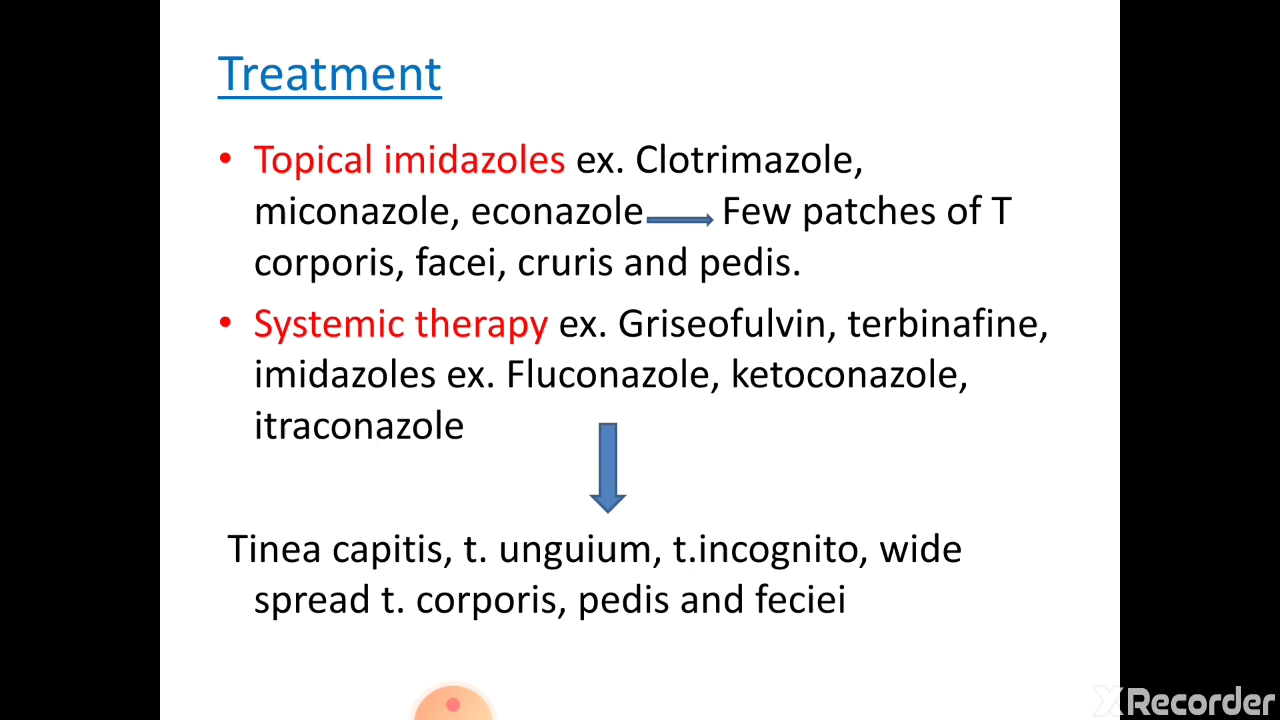 Treatment
• Topical imidazoles ex. Clotrimazole,
miconazole, econazole Few patches of T
corporis, facei, cruris and pedis.
• Systemic therapy ex. Griseofulvin, terbinafine,
imidazoles ex. Fluconazole, ketoconazole,
itraconazole
Tinea capitis, t. unguium, t.incognito, wide
spread t. corporis, pedis and feciei
XRecorder